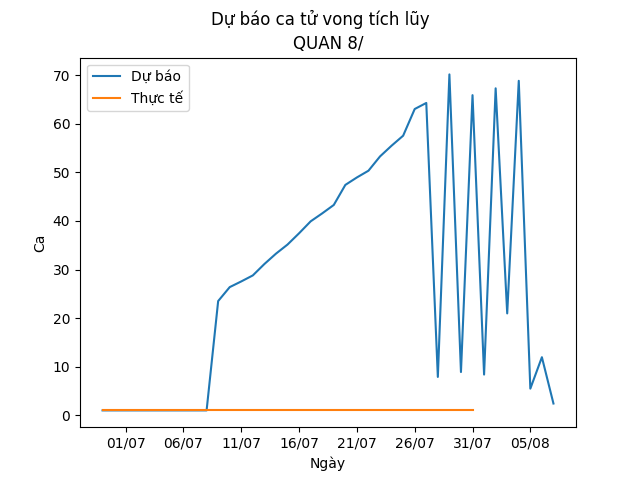 Dự báo ca tử vong tích lũy
QUAN 8/
Dự báo
Thực tế
70
60
50
40
30
20
10
0
Ca
01/07 06/07 11/07 16/07 21/07 26/07 31/07 05/08
Ngày